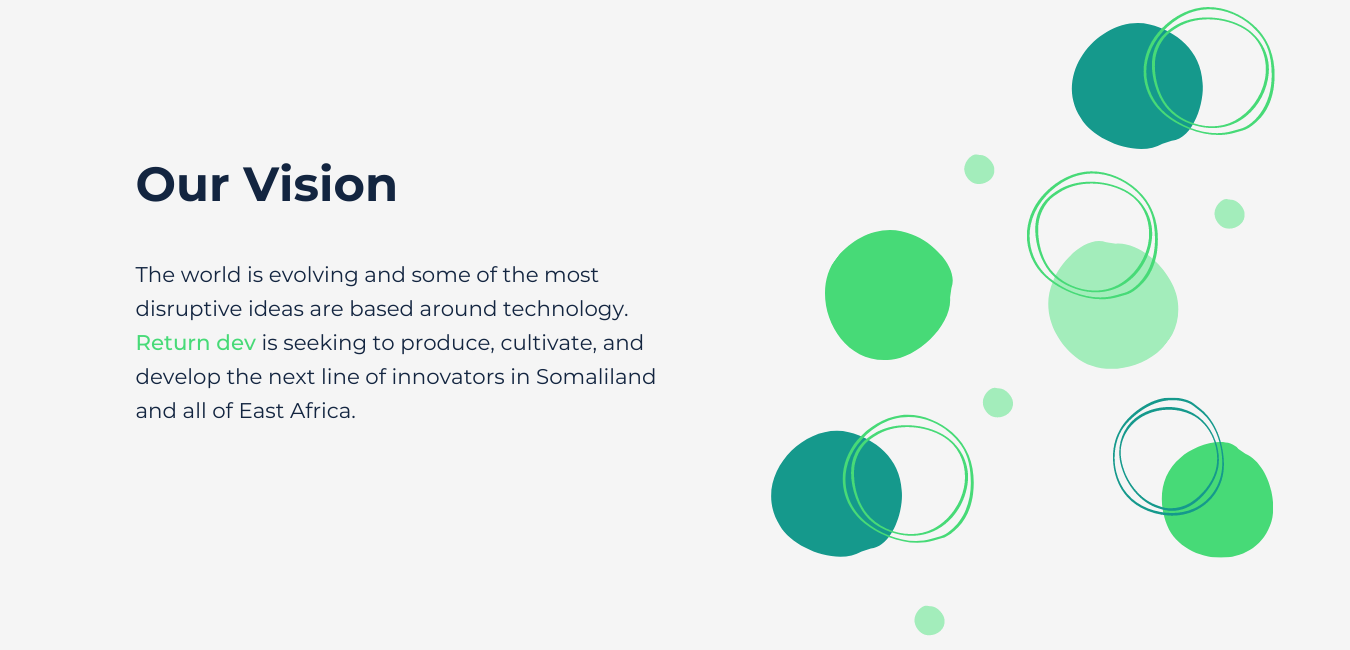 Our Vision
The world is evolving and some of the most
disruptive ideas are based around technology.
Return dev is seeking to produce, cultivate, and
develop the next line of innovators in Somaliland
and all of East Africa.